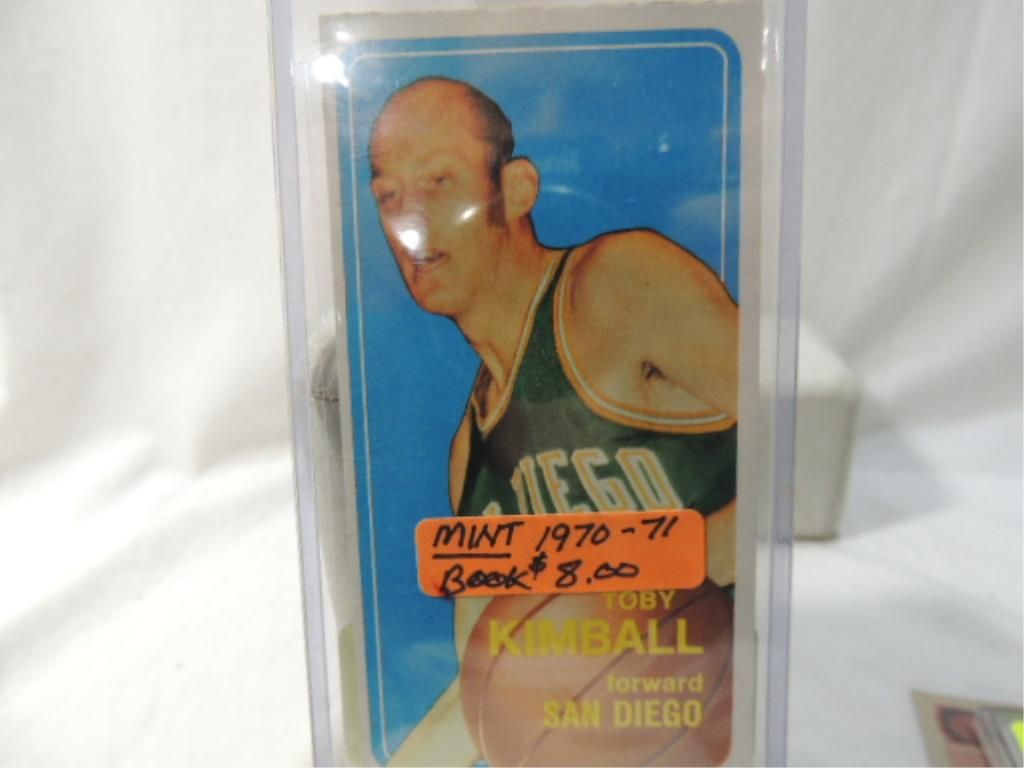 DIEGO
MINT 1970-71
BOOK $8.00
TOBY
KIMBALL
forward
SAN DIEGO